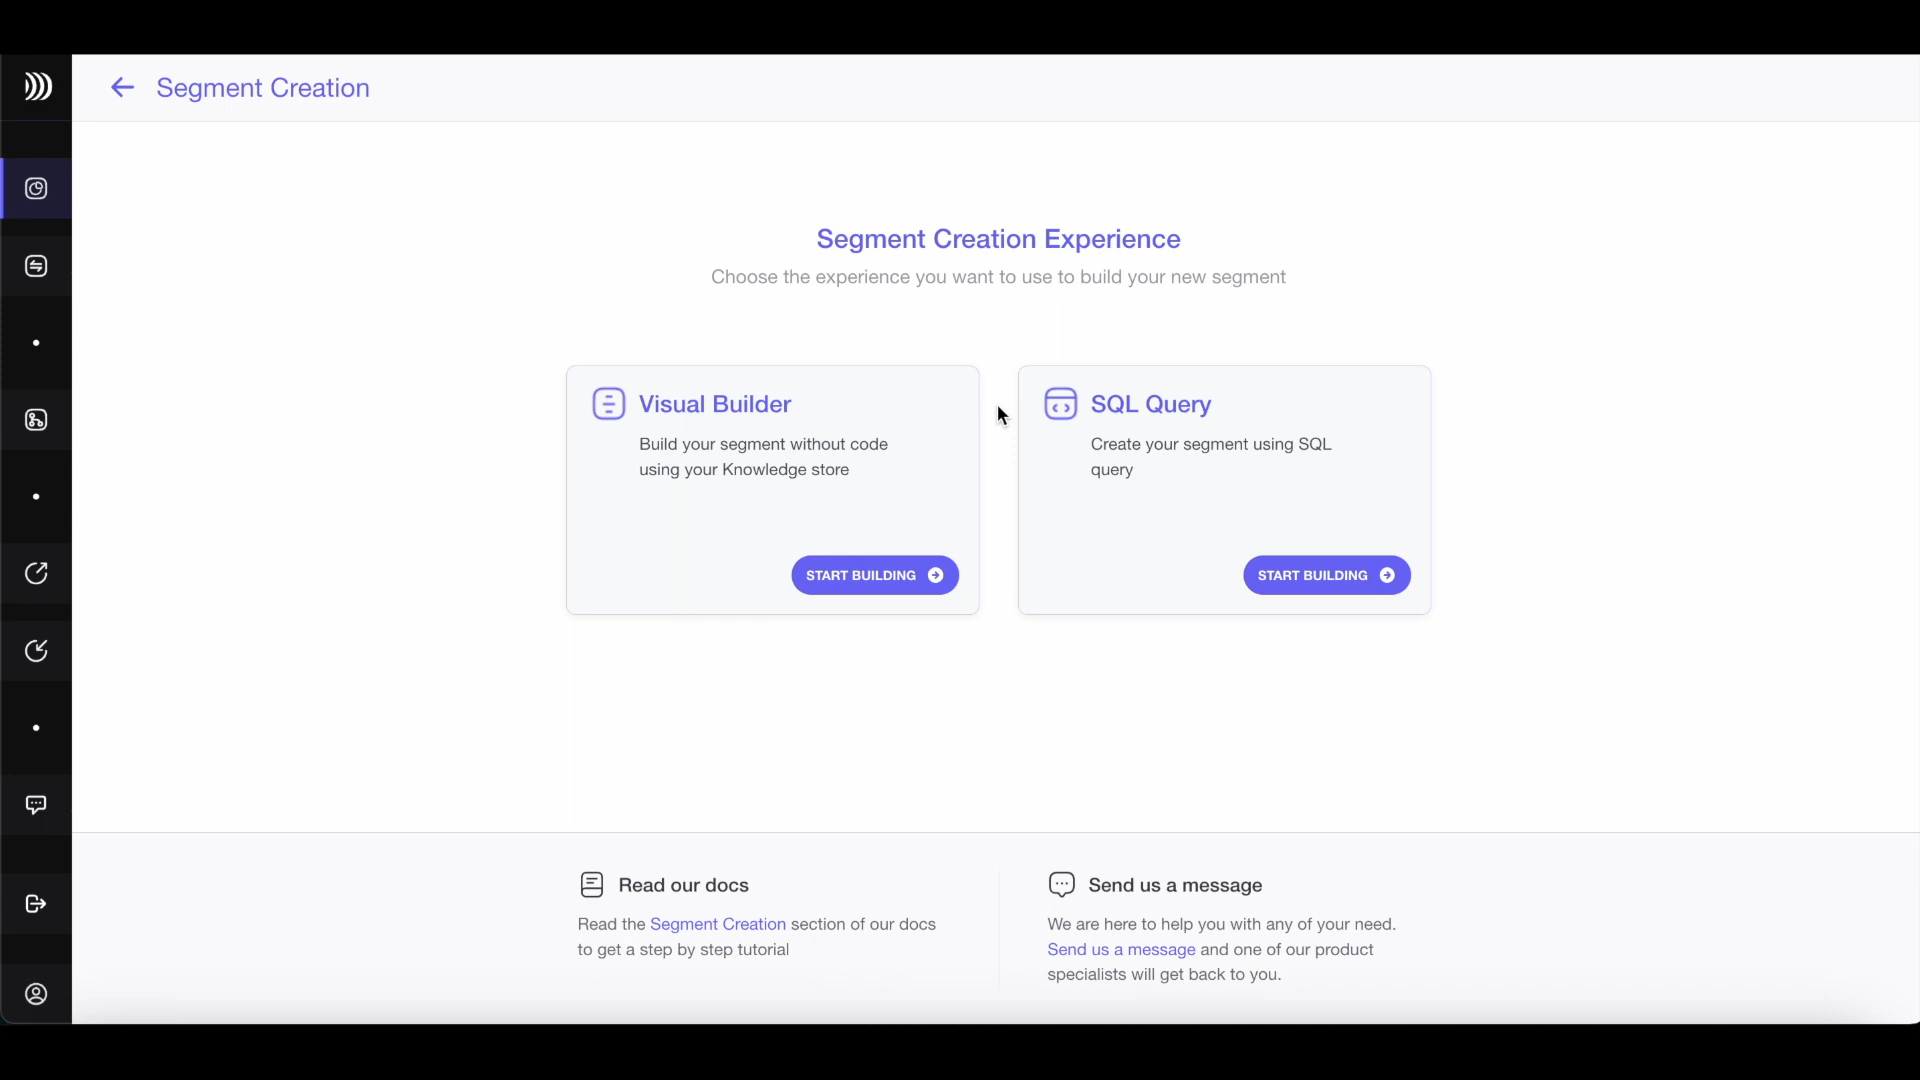 Segment Creation
Segment Creation Experience
Choose the experience you want to use to build your new segment
Visual Builder
Build your segment without code
using your Knowledge store
START BUILDING
SQL Query
Create your segment using SQL
query
START BUILDING
Read our docs
Read the Segment Creation section of our docs
to get a step by step tutorial
Send us a message
We are here to help you with any of your need.
Send us a message and one of our product
specialists will get back to you.